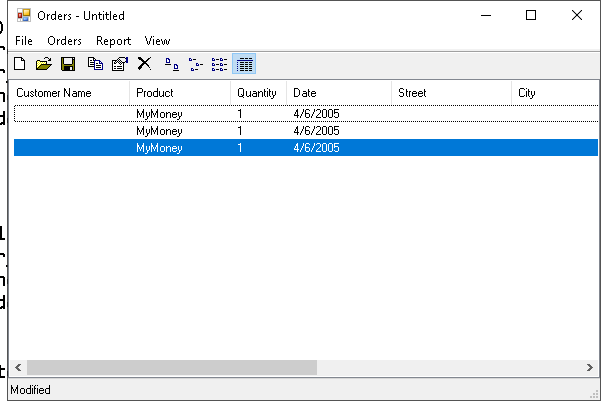 Orders - Untitled
File Orders Report View
Customer Name Product Quantity Date Street City
MyMoney 1 4/6/2005
MyMoney 1 4/6/2005
MyMoney 1 4/6/2005
Modified